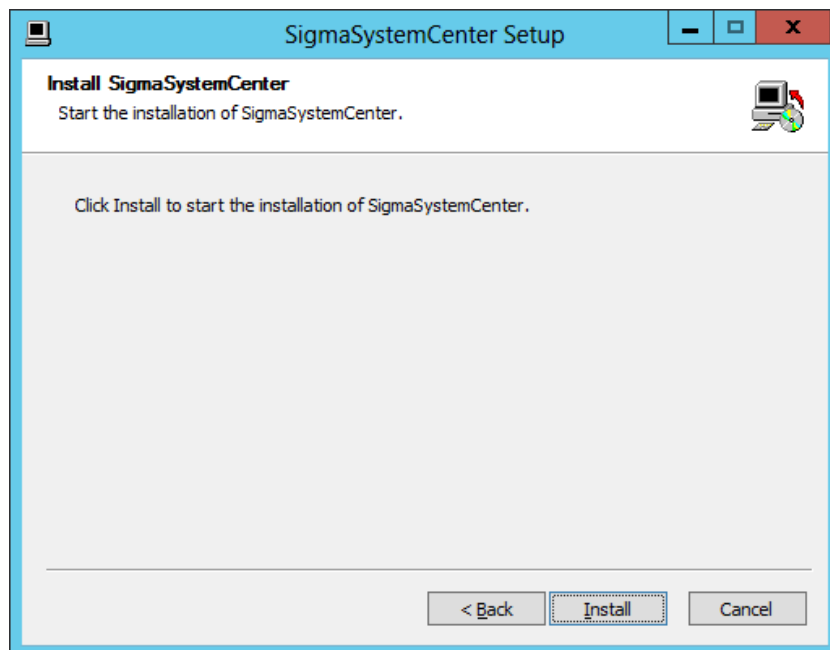 SigmaSystemCenter Setup
Install SigmaSystemCenter
Start the installation of SigmaSystemCenter.
Click Install to start the installation of SigmaSystemCenter.
< Back Install Cancel